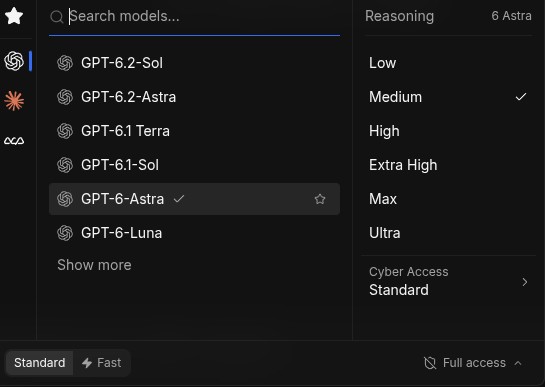 Search models...
GPT-6.2-Sol
GPT-6.2-Astra
GPT-6.1 Terra
GPT-6.1-Sol
GPT-6-Astra
GPT-6-Luna
Show more
Reasoning 6 Astra
Low
Medium
High
Extra High
Max
Ultra
Cyber Access
Standard
Standard Fast Full access